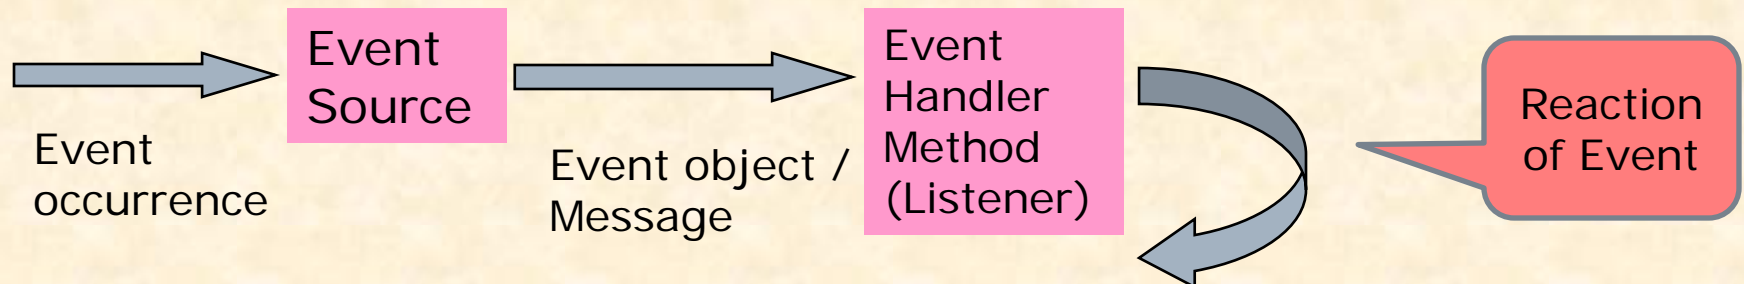 Event
occurrence
Event
Source
Event object /
Message
Event
Handler
Method
(Listener)
Reaction
of Event